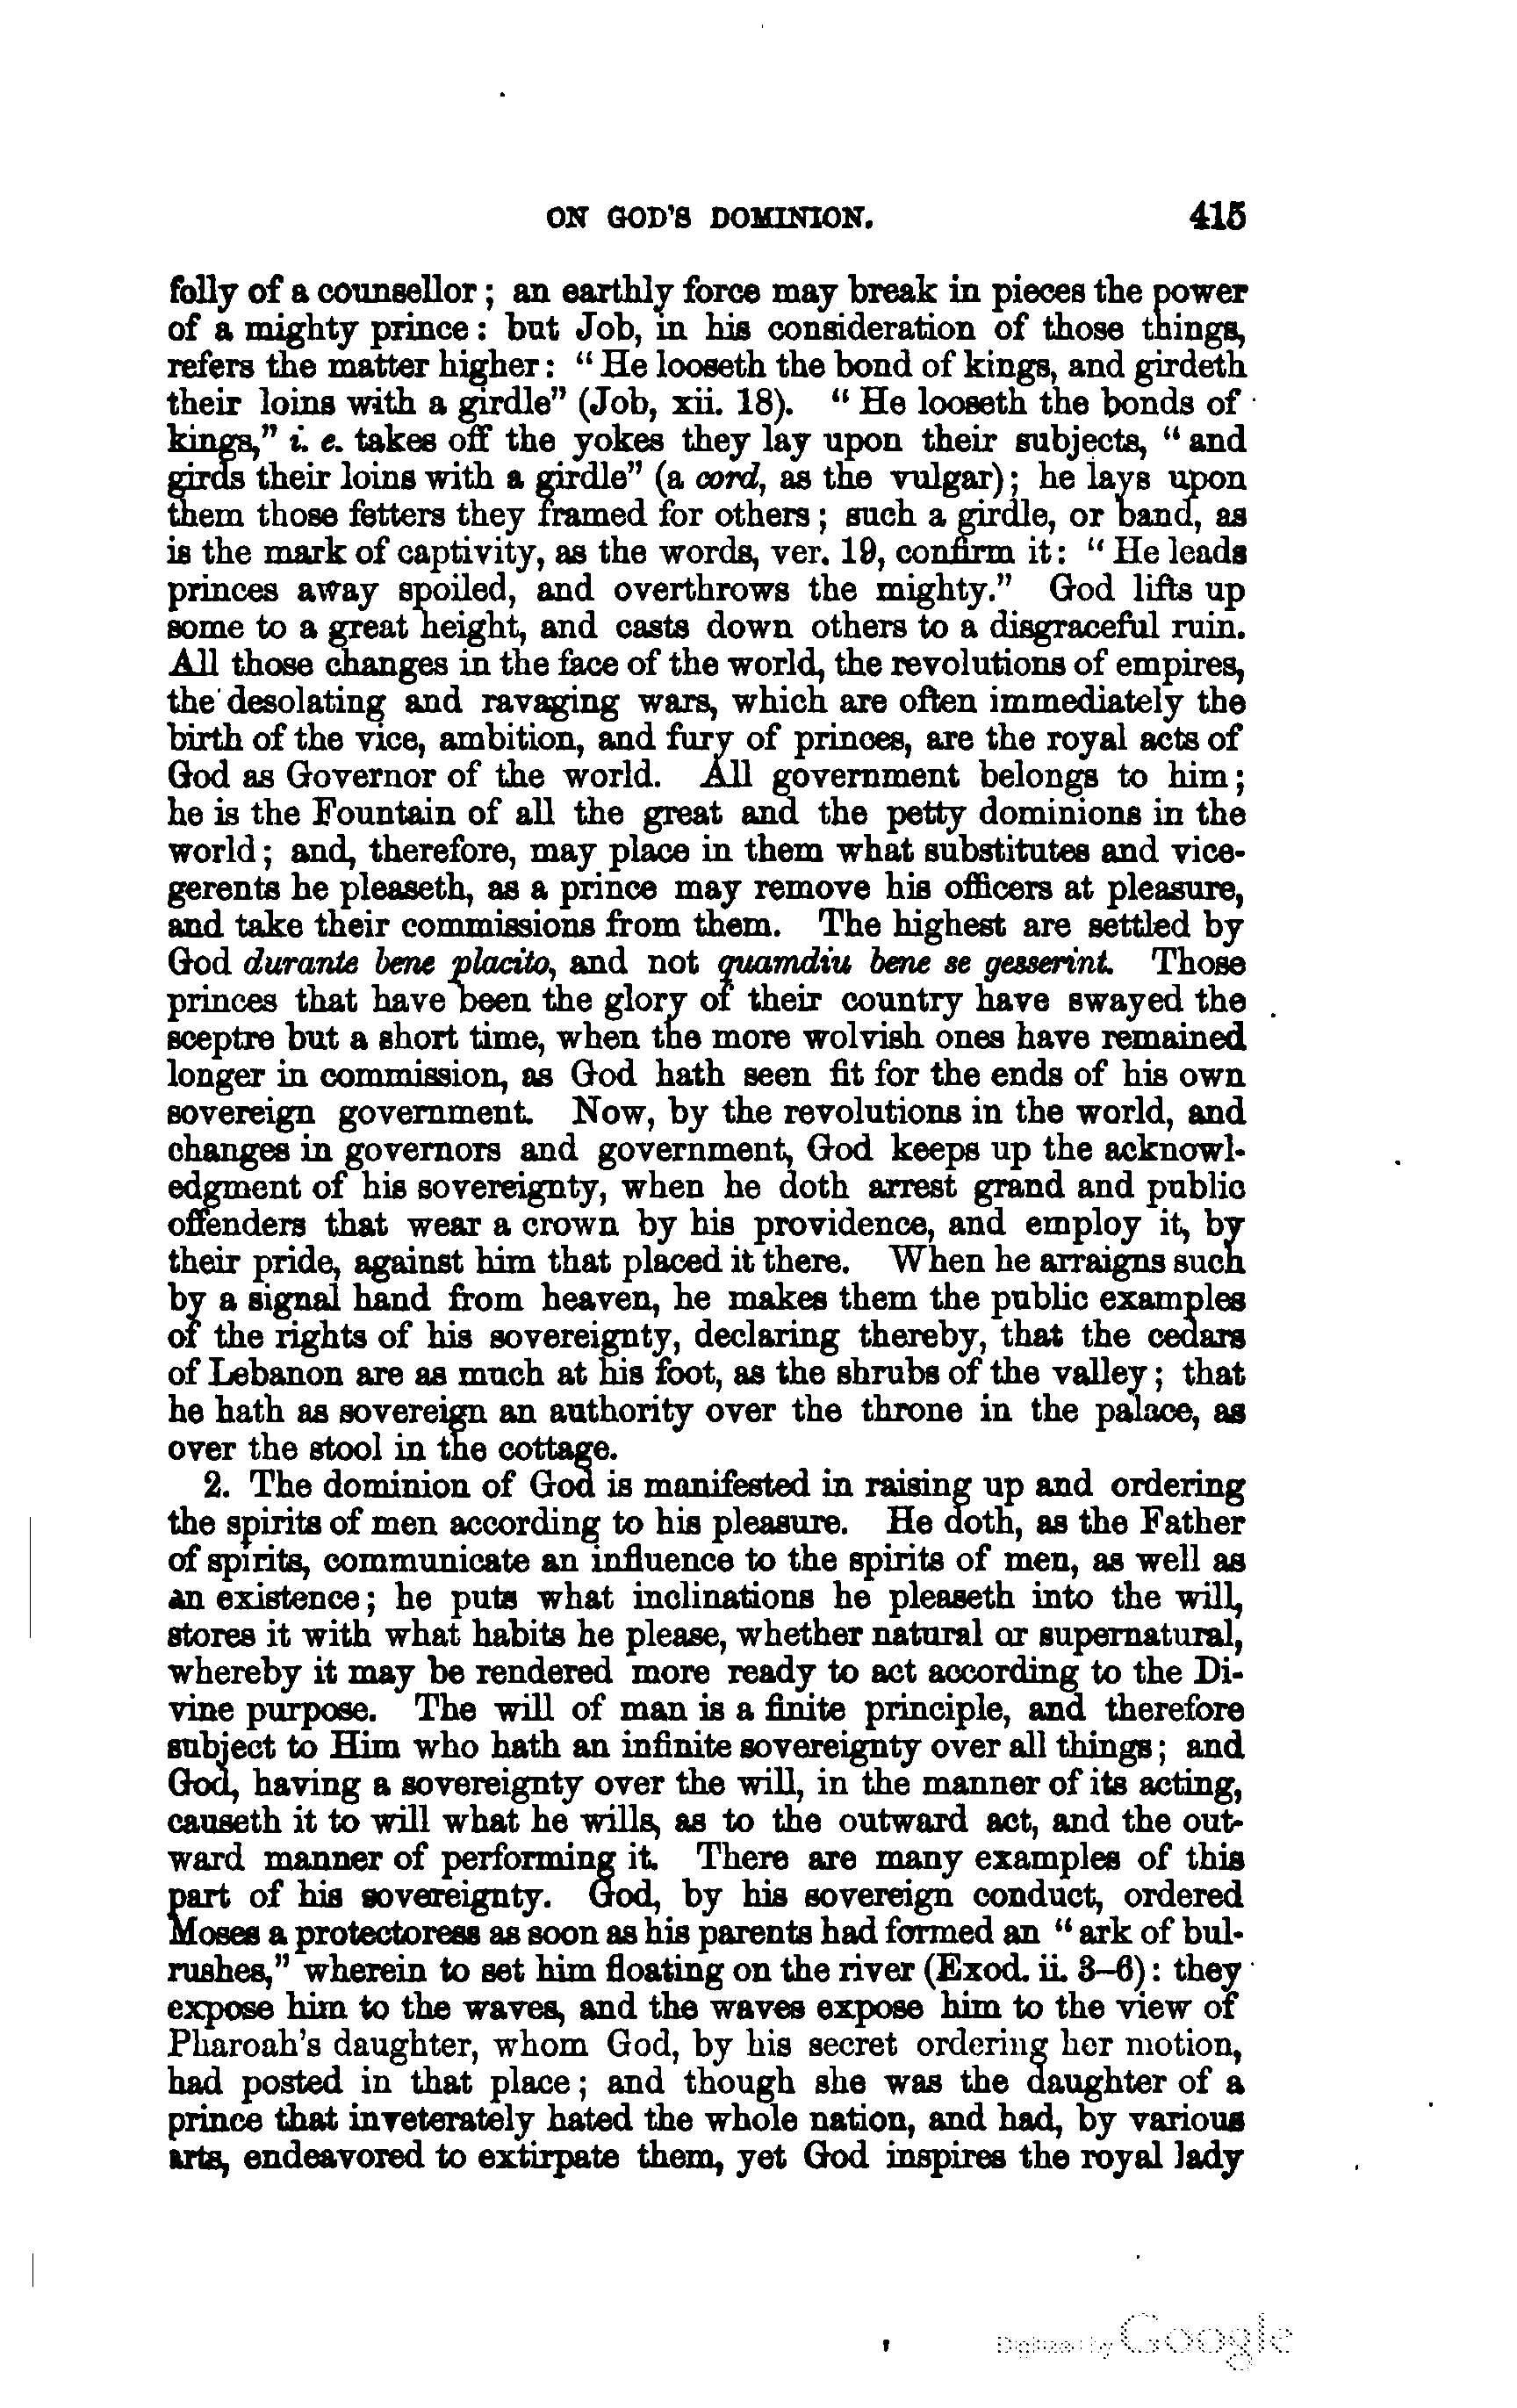 ON GOD'S DOMINION. 415
folly of a counsellor; an earthly force may break in pieces the power
of a mighty prince: but Job, in his consideration of those things,
refers the matter higher: "He looseth the bond of kings, and girdeth
their loins with a girdle" (Job, xii. 18). "He looseth the bonds of
kings," i. e. takes off the yokes they lay upon their subjects, "and
girds their loins with a girdle" (a cord, as the vulgar); he lays upon
them those fetters they framed for others; such a girdle, or band, as
is the mark of captivity, as the words, ver. 19, confirm it: "He leads
princes away spoiled, and overthrows the mighty." God lifts up
some to a great height, and casts down others to a disgraceful ruin.
All those changes in the face of the world, the revolutions of empires,
the desolating and ravaging wars, which are often immediately the
birth of the vice, ambition, and fury of princes, are the royal acts of
God as Governor of the world. All government belongs to him;
he is the Fountain of all the great and the petty dominions in the
world; and, therefore, may place in them what substitutes and vice-
gerents he pleaseth, as a prince may remove his officers at pleasure,
and take their commissions from them. The highest are settled by
God durante bene placito, and not quamdiu bene se gesserint. Those
princes that have been the glory of their country have swayed the
sceptre but a short time, when the more wolvish ones have remained
longer in commission, as God hath seen fit for the ends of his own
sovereign government. Now, by the revolutions in the world, and
changes in governors and government, God keeps up the acknowl-
edgment of his sovereignty, when he doth arrest grand and public
offenders that wear a crown by his providence, and employ it, by
their pride, against him that placed it there. When he arraigns such
by a signal hand from heaven, he makes them the public examples
of the rights of his sovereignty, declaring thereby, that the cedars
of Lebanon are as much at his foot, as the shrubs of the valley; that
he hath as sovereign an authority over the throne in the palace, as
over the stool in the cottage.
2. The dominion of God is manifested in raising up and ordering
the spirits of men according to his pleasure. He doth, as the Father
of spirits, communicate an influence to the spirits of men, as well as
an existence; he puts what inclinations he pleaseth into the will,
stores it with what habits he please, whether natural or supernatural,
whereby it may be rendered more ready to act according to the Di-
vine purpose. The will of man is a finite principle, and therefore
subject to Him who hath an infinite sovereignty over all things; and
God, having a sovereignty over the will, in the manner of its acting,
causeth it to will what he wills, as to the outward act, and the out-
ward manner of performing it. There are many examples of this
part of his sovereignty. God, by his sovereign conduct, ordered
Moses a protectoress as soon as his parents had formed an "ark of bul-
rushes," wherein to set him floating on the river (Exod. ii. 3–6): they
expose him to the waves, and the waves expose him to the view of
Pharoah's daughter, whom God, by his secret ordering her motion,
had posted in that place; and though she was the daughter of a
prince that inveterately hated the whole nation, and had, by various
arts, endeavored to extirpate them, yet God inspires the royal lady
Digitized by Google